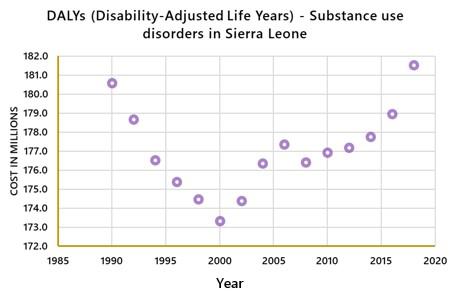 DALYs (Disability-Adjusted Life Years) - Substance use
disorders in Sierra Leone
COST IN MILLIONS
182.0
181.0
180.0
179.0
178.0
177.0
176.0
175.0
174.0
173.0
172.0
1985 1990 1995 2000 2005 2010 2015 2020
Year